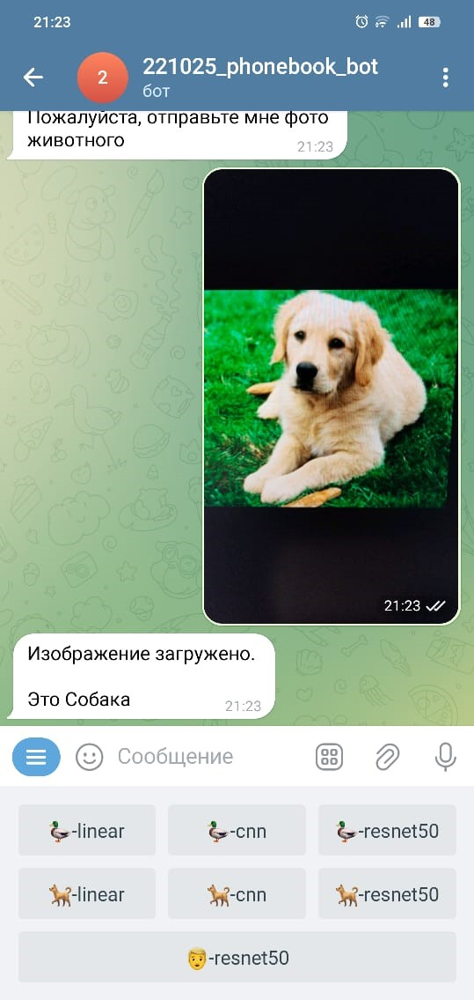 21:23
48
2
221025_phonebook_bot
бот
Пожалуйста, отправьте мне фото
животного
21:23
21:23
Изображение загружено.
Это Собака
21:23
Сообщение
-linear
-cnn
-resnet50
-linear
-cnn
-resnet50
-resnet50